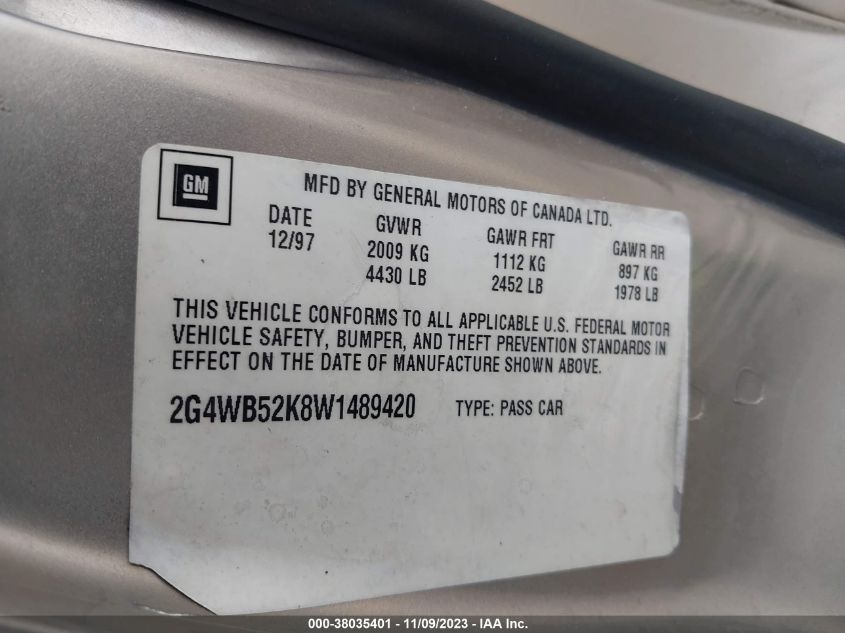 GM
MFD BY GENERAL MOTORS OF CANADA LTD.
DATE GVWR GAWR FRT GAWR RR
12/97 2009 KG 1112 KG 897 KG
4430 LB 2452 LB 1978 LB
THIS VEHICLE CONFORMS TO ALL APPLICABLE U.S. FEDERAL MOTOR
VEHICLE SAFETY, BUMPER, AND THEFT PREVENTION STANDARDS IN
EFFECT ON THE DATE OF MANUFACTURE SHOWN ABOVE.
2G4WB52K8W1489420 TYPE: PASS CAR
000-38035401 - 11/09/2023 - IAA Inc.